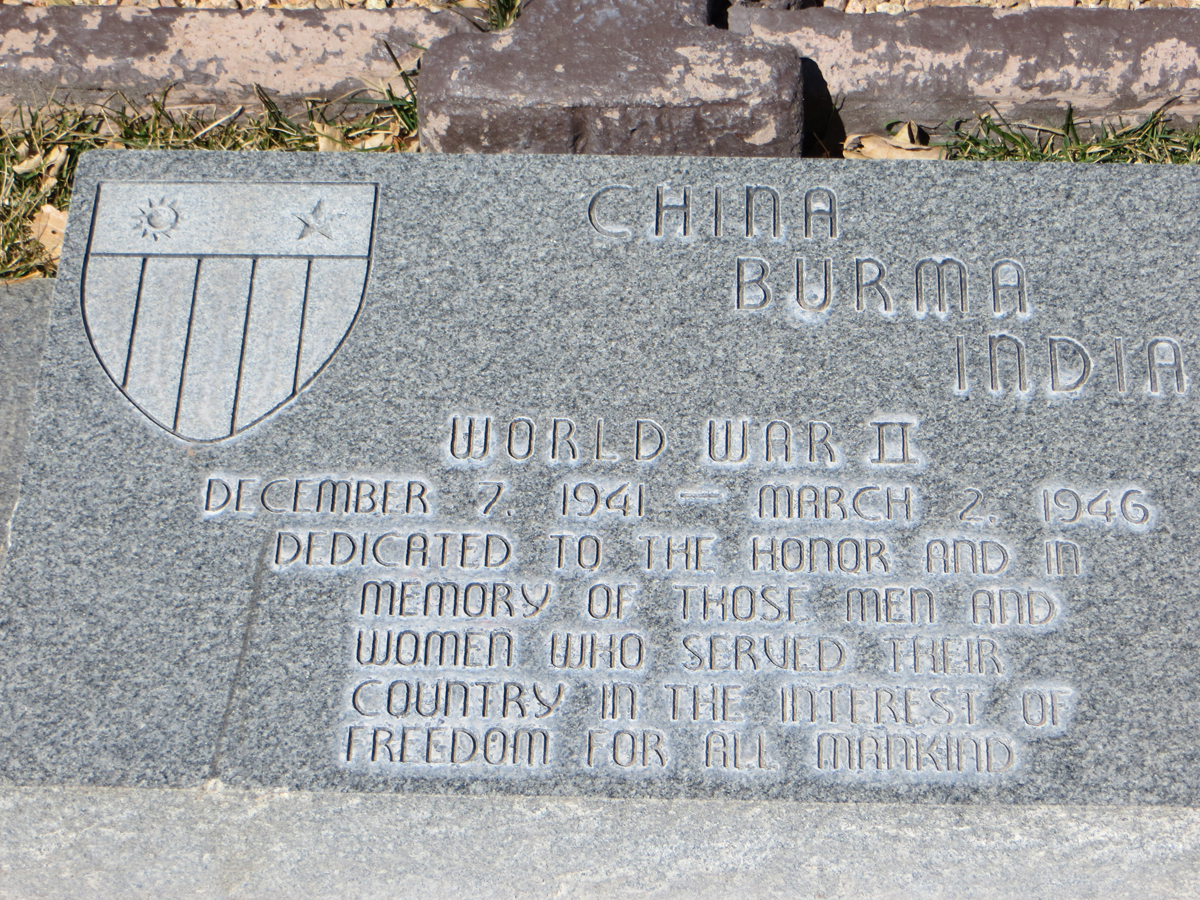 CHINA
BURMA
INDIA
WORLD WAR II
DECEMBER 7. 1941 — MARCH 2. 1946
DEDICATED TO THE HONOR AND IN
MEMORY OF THOSE MEN AND
WOMEN WHO SERVED THEIR
COUNTRY IN THE INTEREST OF
FREEDOM FOR ALL MANKIND